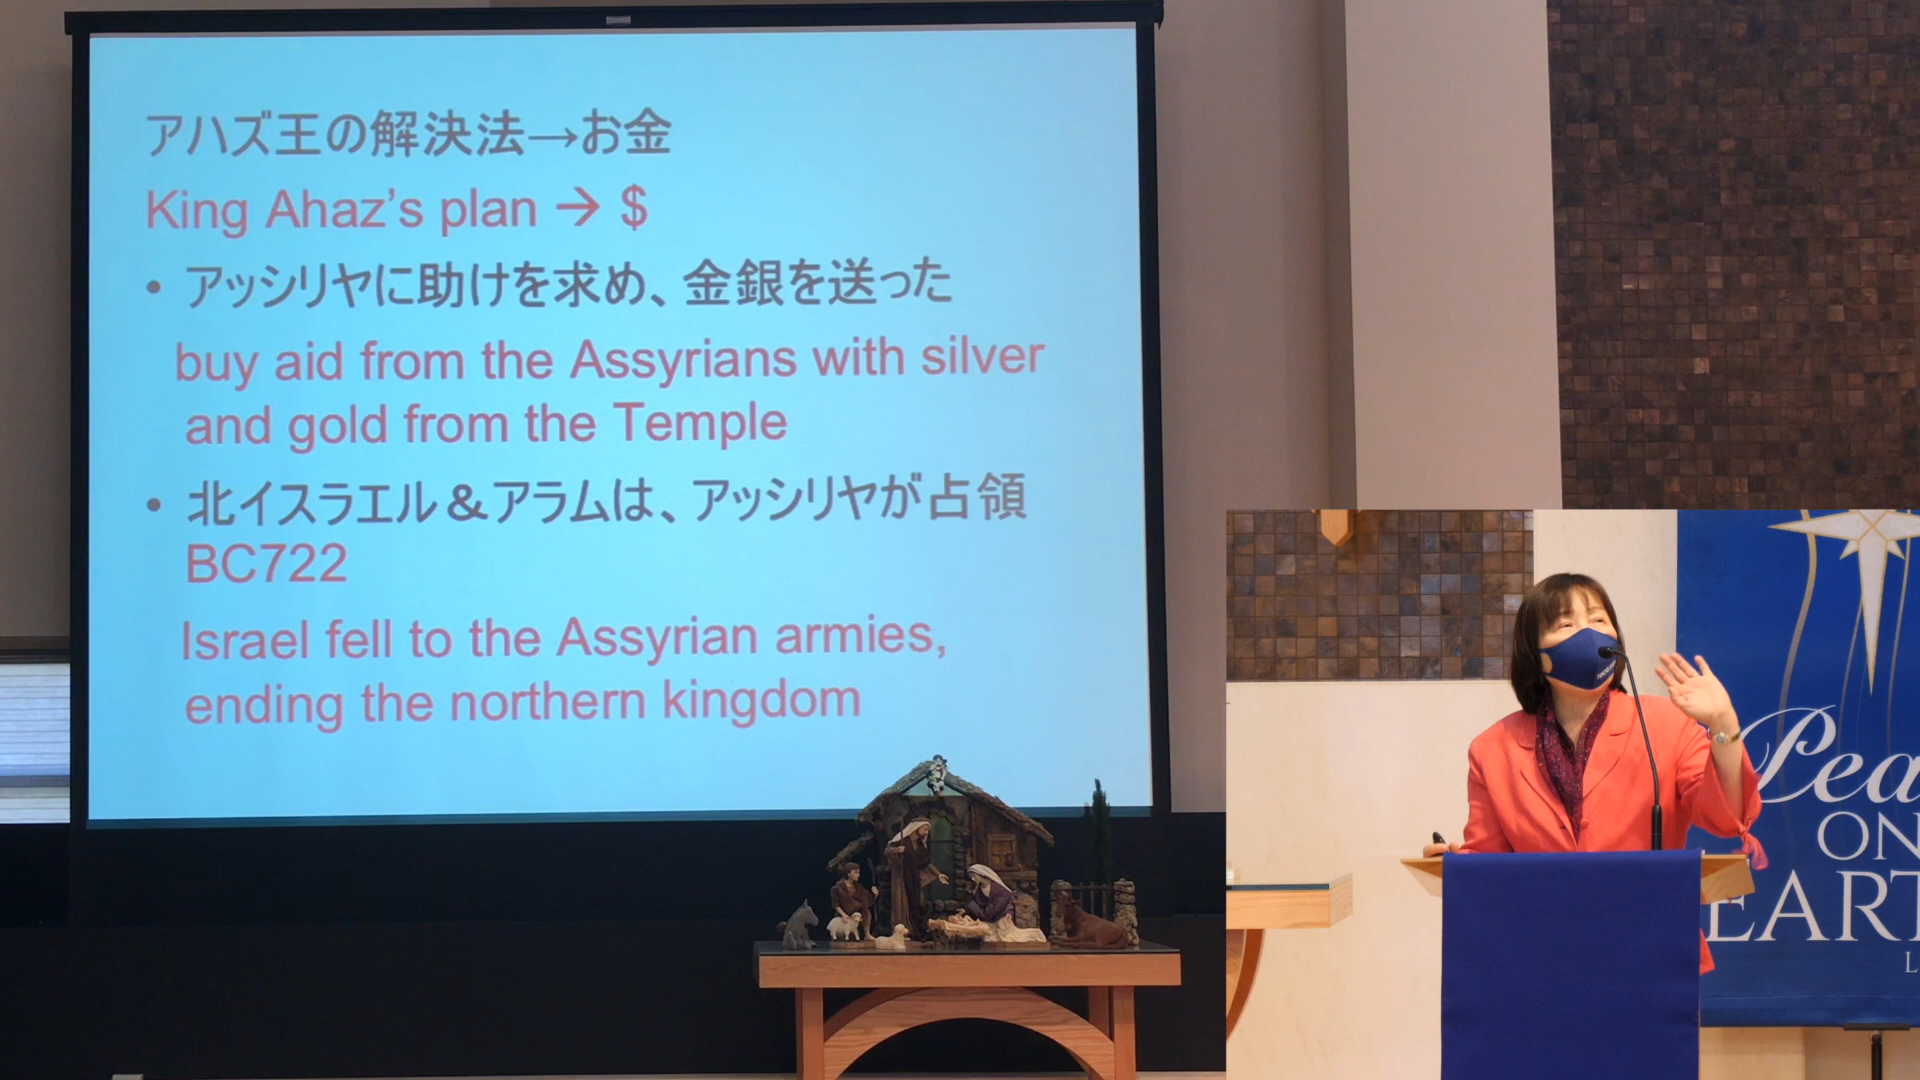 アハズ王の解決法→お金
King Ahaz's plan → $
• アッシリヤに助けを求め、金銀を送った
buy aid from the Assyrians with silver
and gold from the Temple
• 北イスラエル＆アラムは、アッシリヤが占領
BC722
Israel fell to the Assyrian armies,
ending the northern kingdom
Pea
ON
EART
L